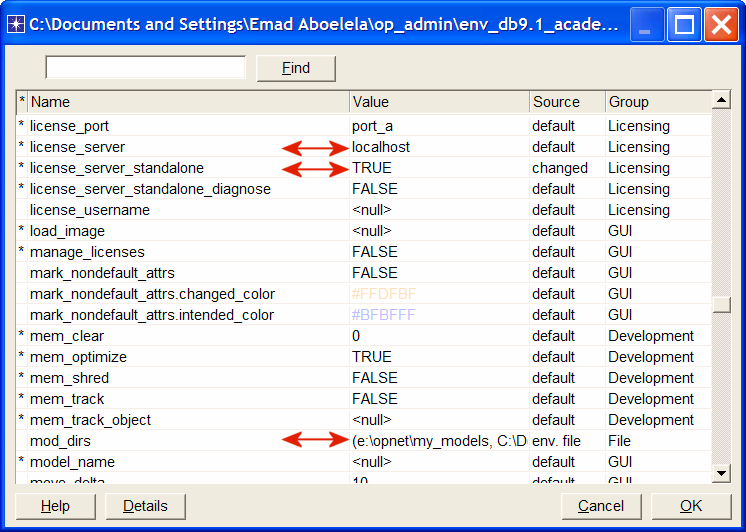 C:\Documents and Settings\Emad Aboelela\op_admin\env_db9.1_acade...
Find
* Name Value Source Group
* license_port port_a default Licensing
* license_server localhost default Licensing
* license_server_standalone TRUE changed Licensing
* license_server_standalone_diagnose FALSE default Licensing
license_username <null> default Licensing
* load_image <null> default GUI
* manage_licenses FALSE default GUI
mark_nondefault_attrs FALSE default GUI
mark_nondefault_attrs.changed_color #FFDFBF default GUI
mark_nondefault_attrs.intended_color #BFBFFF default GUI
* mem_clear 0 default Development
* mem_optimize TRUE default Development
* mem_shred FALSE default Development
* mem_track FALSE default Development
* mem_track_object <null> default Development
mod_dirs (e:\opnet\my_models, C:\D env. file File
* model_name <null> default GUI
move_delta 10 default GUI
Help Details Cancel OK